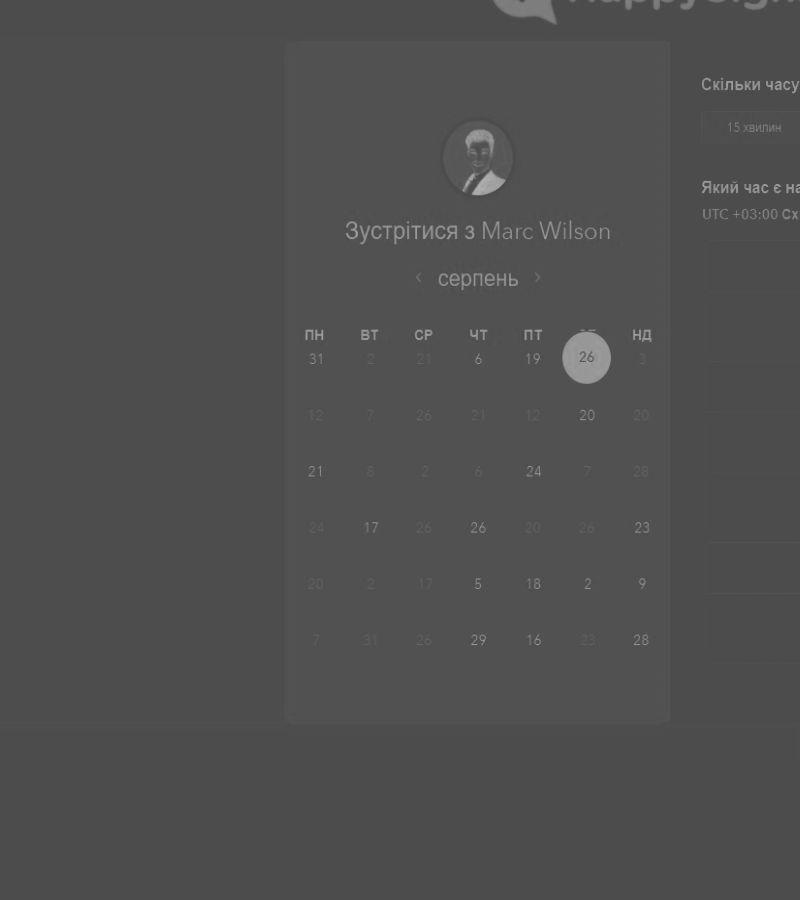 Скільки часу
15 хвилин
Який час є
UTC +03:00
Зустрітися з Marc Wilson
серпень
ПН ВТ СР ЧТ ПТ НД
31 2 21 6 19 26 3
12 7 26 21 12 20 20
21 8 2 6 24 7 28
24 17 26 26 20 26 23
20 2 17 5 18 2 9
7 31 26 29 16 23 28